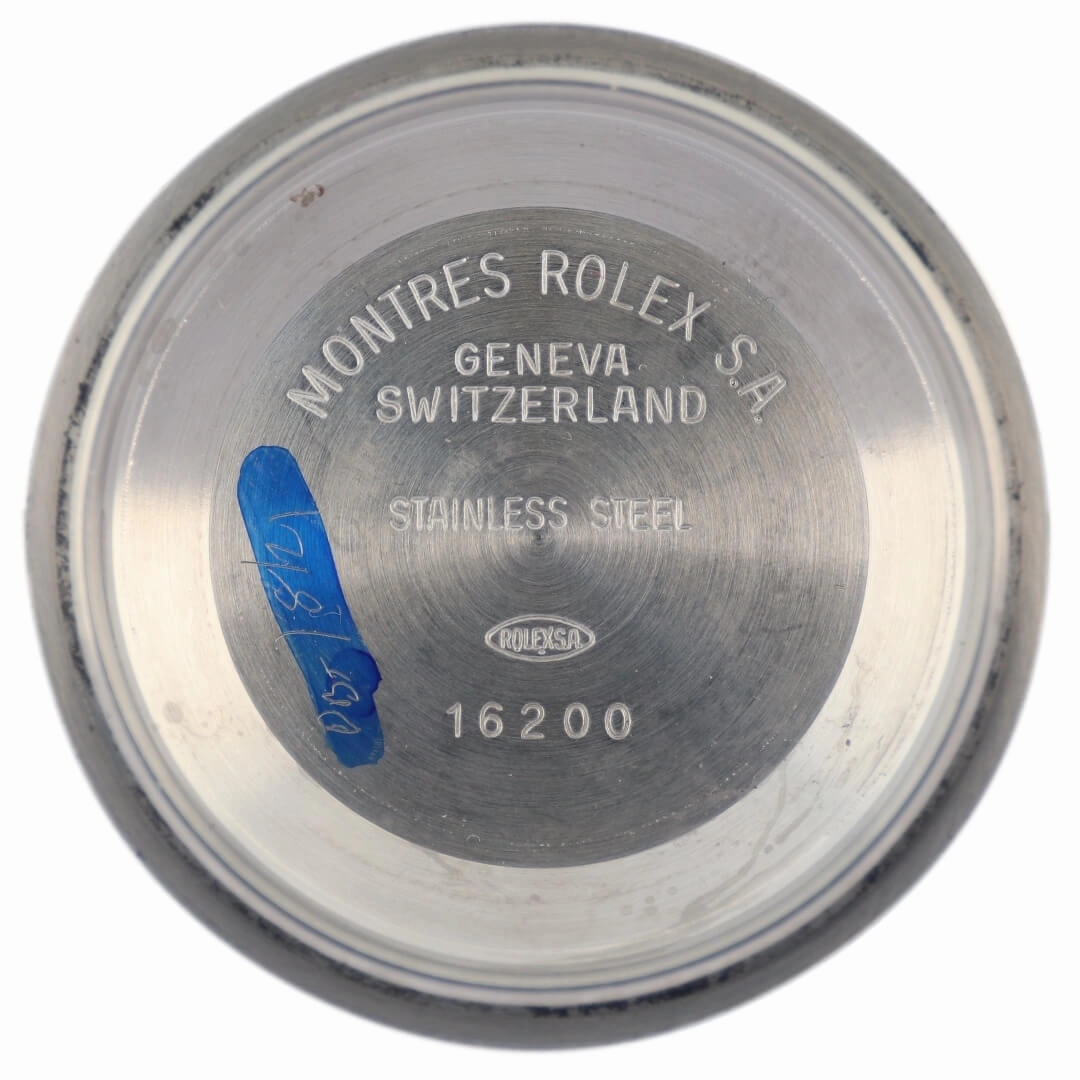 MONTRES ROLEX S.A.
GENEVA
SWITZERLAND
STAINLESS STEEL
ROLEX S.A.
16200